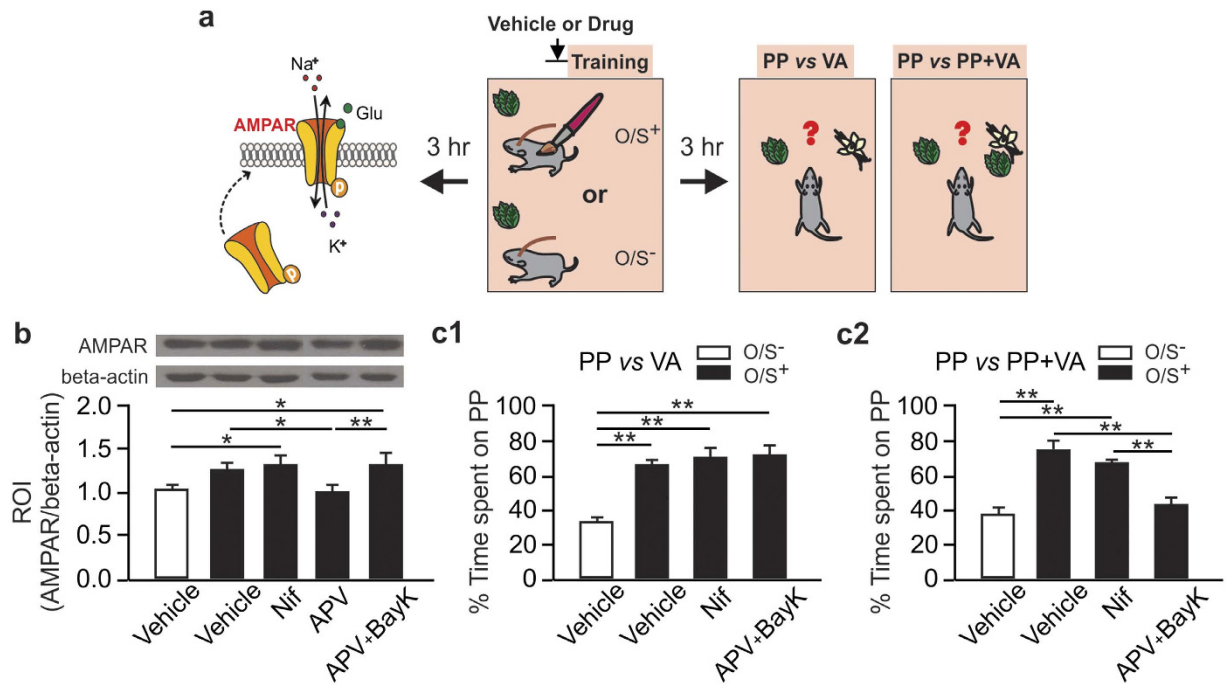 a
Vehicle or Drug
Training
PP vs VA
PP vs PP+VA
Na+
Glu
AMPAR
p
K+
p
3 hr
O/S+
or
O/S-
3 hr
?
?
b
AMPAR
beta-actin
ROI
(AMPAR/beta-actin)
2.0
1.5
1.0
0.5
0.0
*
*
**
*
Vehicle
Vehicle
Nif
APV
APV+BayK
c1
PP vs VA
O/S-
O/S+
% Time spent on PP
100
80
60
40
20
0
**
**
**
Vehicle
Vehicle
Nif
APV+BayK
c2
PP vs PP+VA
O/S-
O/S+
% Time spent on PP
100
80
60
40
20
0
**
**
**
**
Vehicle
Vehicle
Nif
APV+BayK